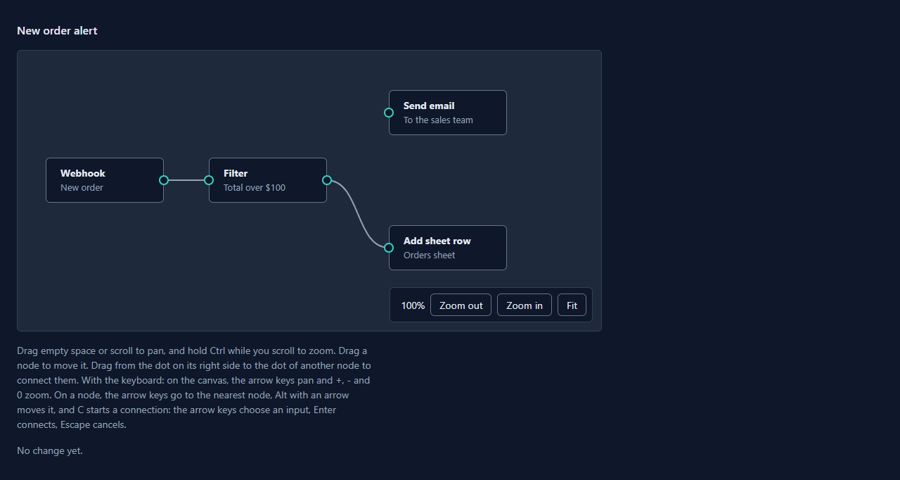 New order alert
Send email
To the sales team
Webhook
New order
Filter
Total over $100
Add sheet row
Orders sheet
100% Zoom out Zoom in Fit
Drag empty space or scroll to pan, and hold Ctrl while you scroll to zoom. Drag a
node to move it. Drag from the dot on its right side to the dot of another node to
connect them. With the keyboard: on the canvas, the arrow keys pan and +, - and
0 zoom. On a node, the arrow keys go to the nearest node, Alt with an arrow
moves it, and C starts a connection: the arrow keys choose an input, Enter
connects, Escape cancels.
No change yet.